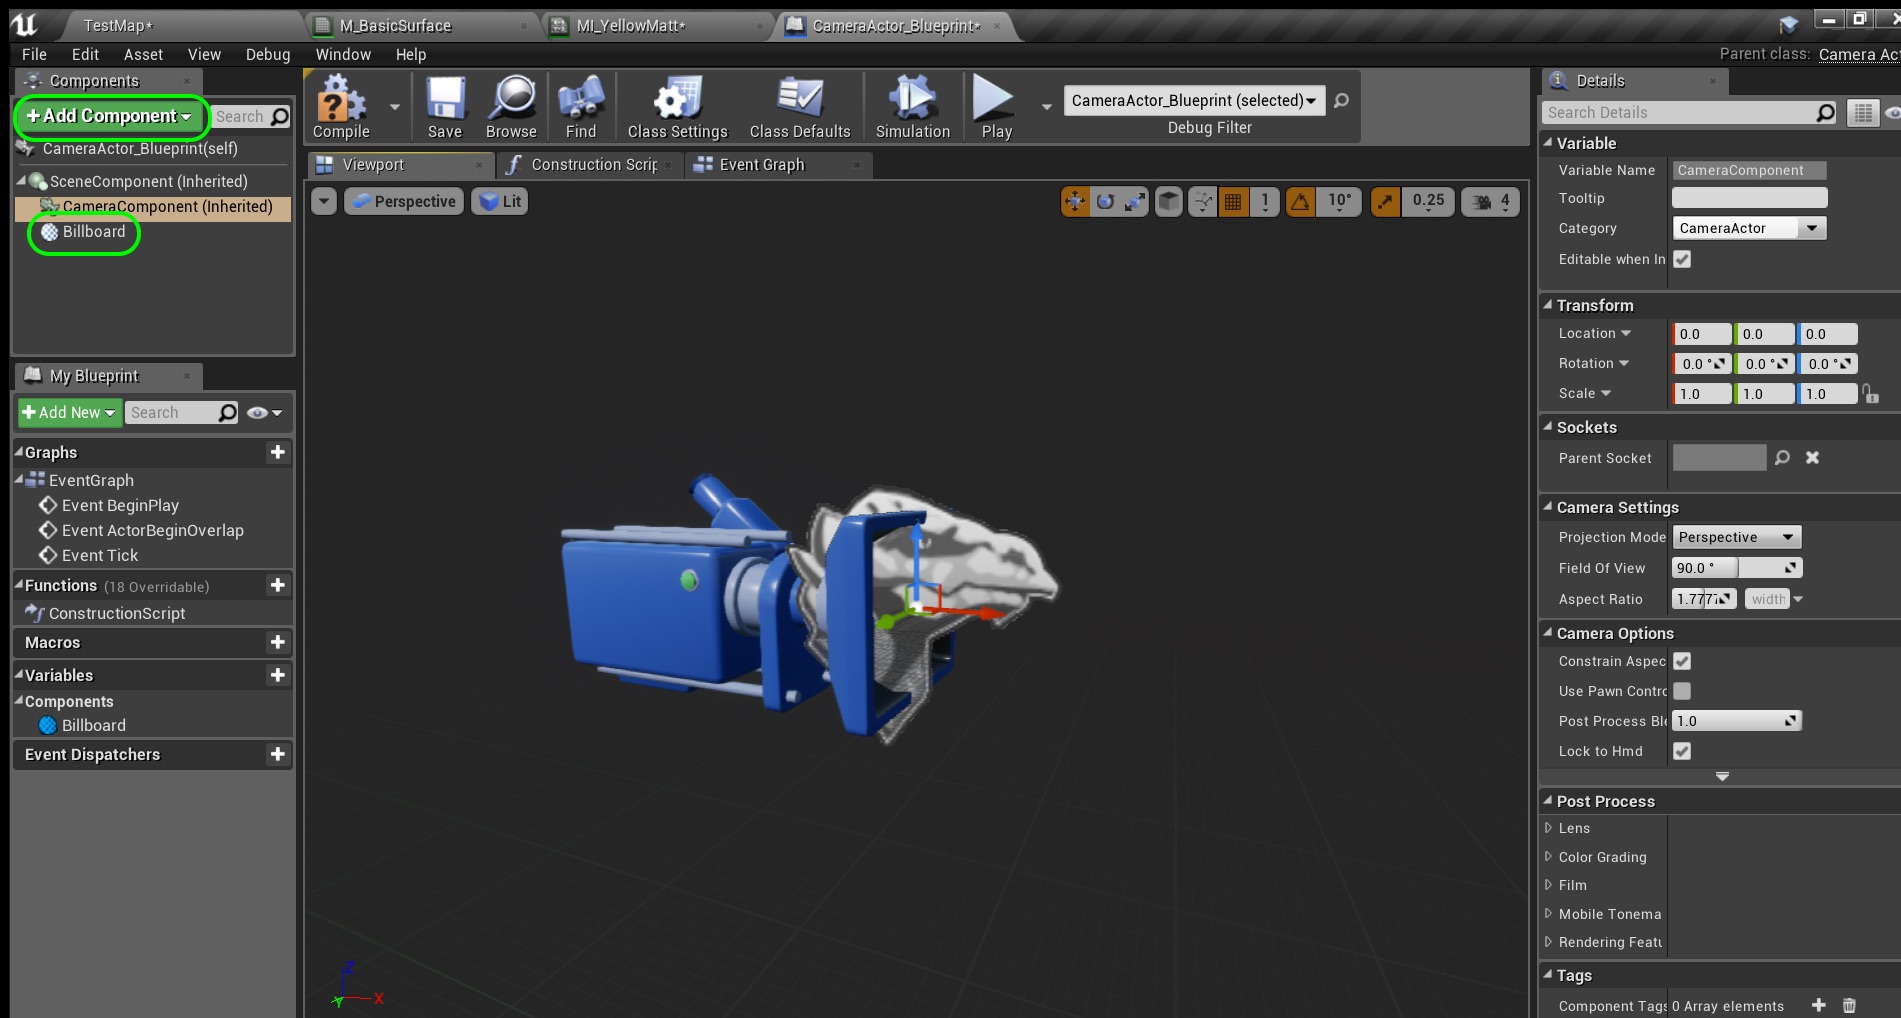 TestMap*
M_BasicSurface
MI_YellowMatt*
CameraActor_Blueprint*
File Edit Asset View Debug Window Help
Parent class: Camera Act
Components
+Add Component
Search
CameraActor_Blueprint(self)
SceneComponent (Inherited)
CameraComponent (Inherited)
Billboard
My Blueprint
+Add New
Search
Graphs
EventGraph
Event BeginPlay
Event ActorBeginOverlap
Event Tick
Functions (18 Overridable)
ConstructionScript
Macros
Variables
Components
Billboard
Event Dispatchers
Compile
Save
Browse
Find
Class Settings
Class Defaults
Simulation
Play
CameraActor_Blueprint (selected)
Debug Filter
Viewport
Construction Scrip
Event Graph
Perspective
Lit
1
10°
0.25
4
Z
X
Y
Details
Search Details
Variable
Variable Name CameraComponent
Tooltip
Category CameraActor
Editable when In
Transform
Location 0.0 0.0 0.0
Rotation 0.0 ° 0.0 ° 0.0 °
Scale 1.0 1.0 1.0
Sockets
Parent Socket
Camera Settings
Projection Mode Perspective
Field Of View 90.0 °
Aspect Ratio 1.7777 width
Camera Options
Constrain Aspec
Use Pawn Contro
Post Process Ble 1.0
Lock to Hmd
Post Process
Lens
Color Grading
Film
Mobile Tonema
Rendering Featu
Tags
Component Tags 0 Array elements